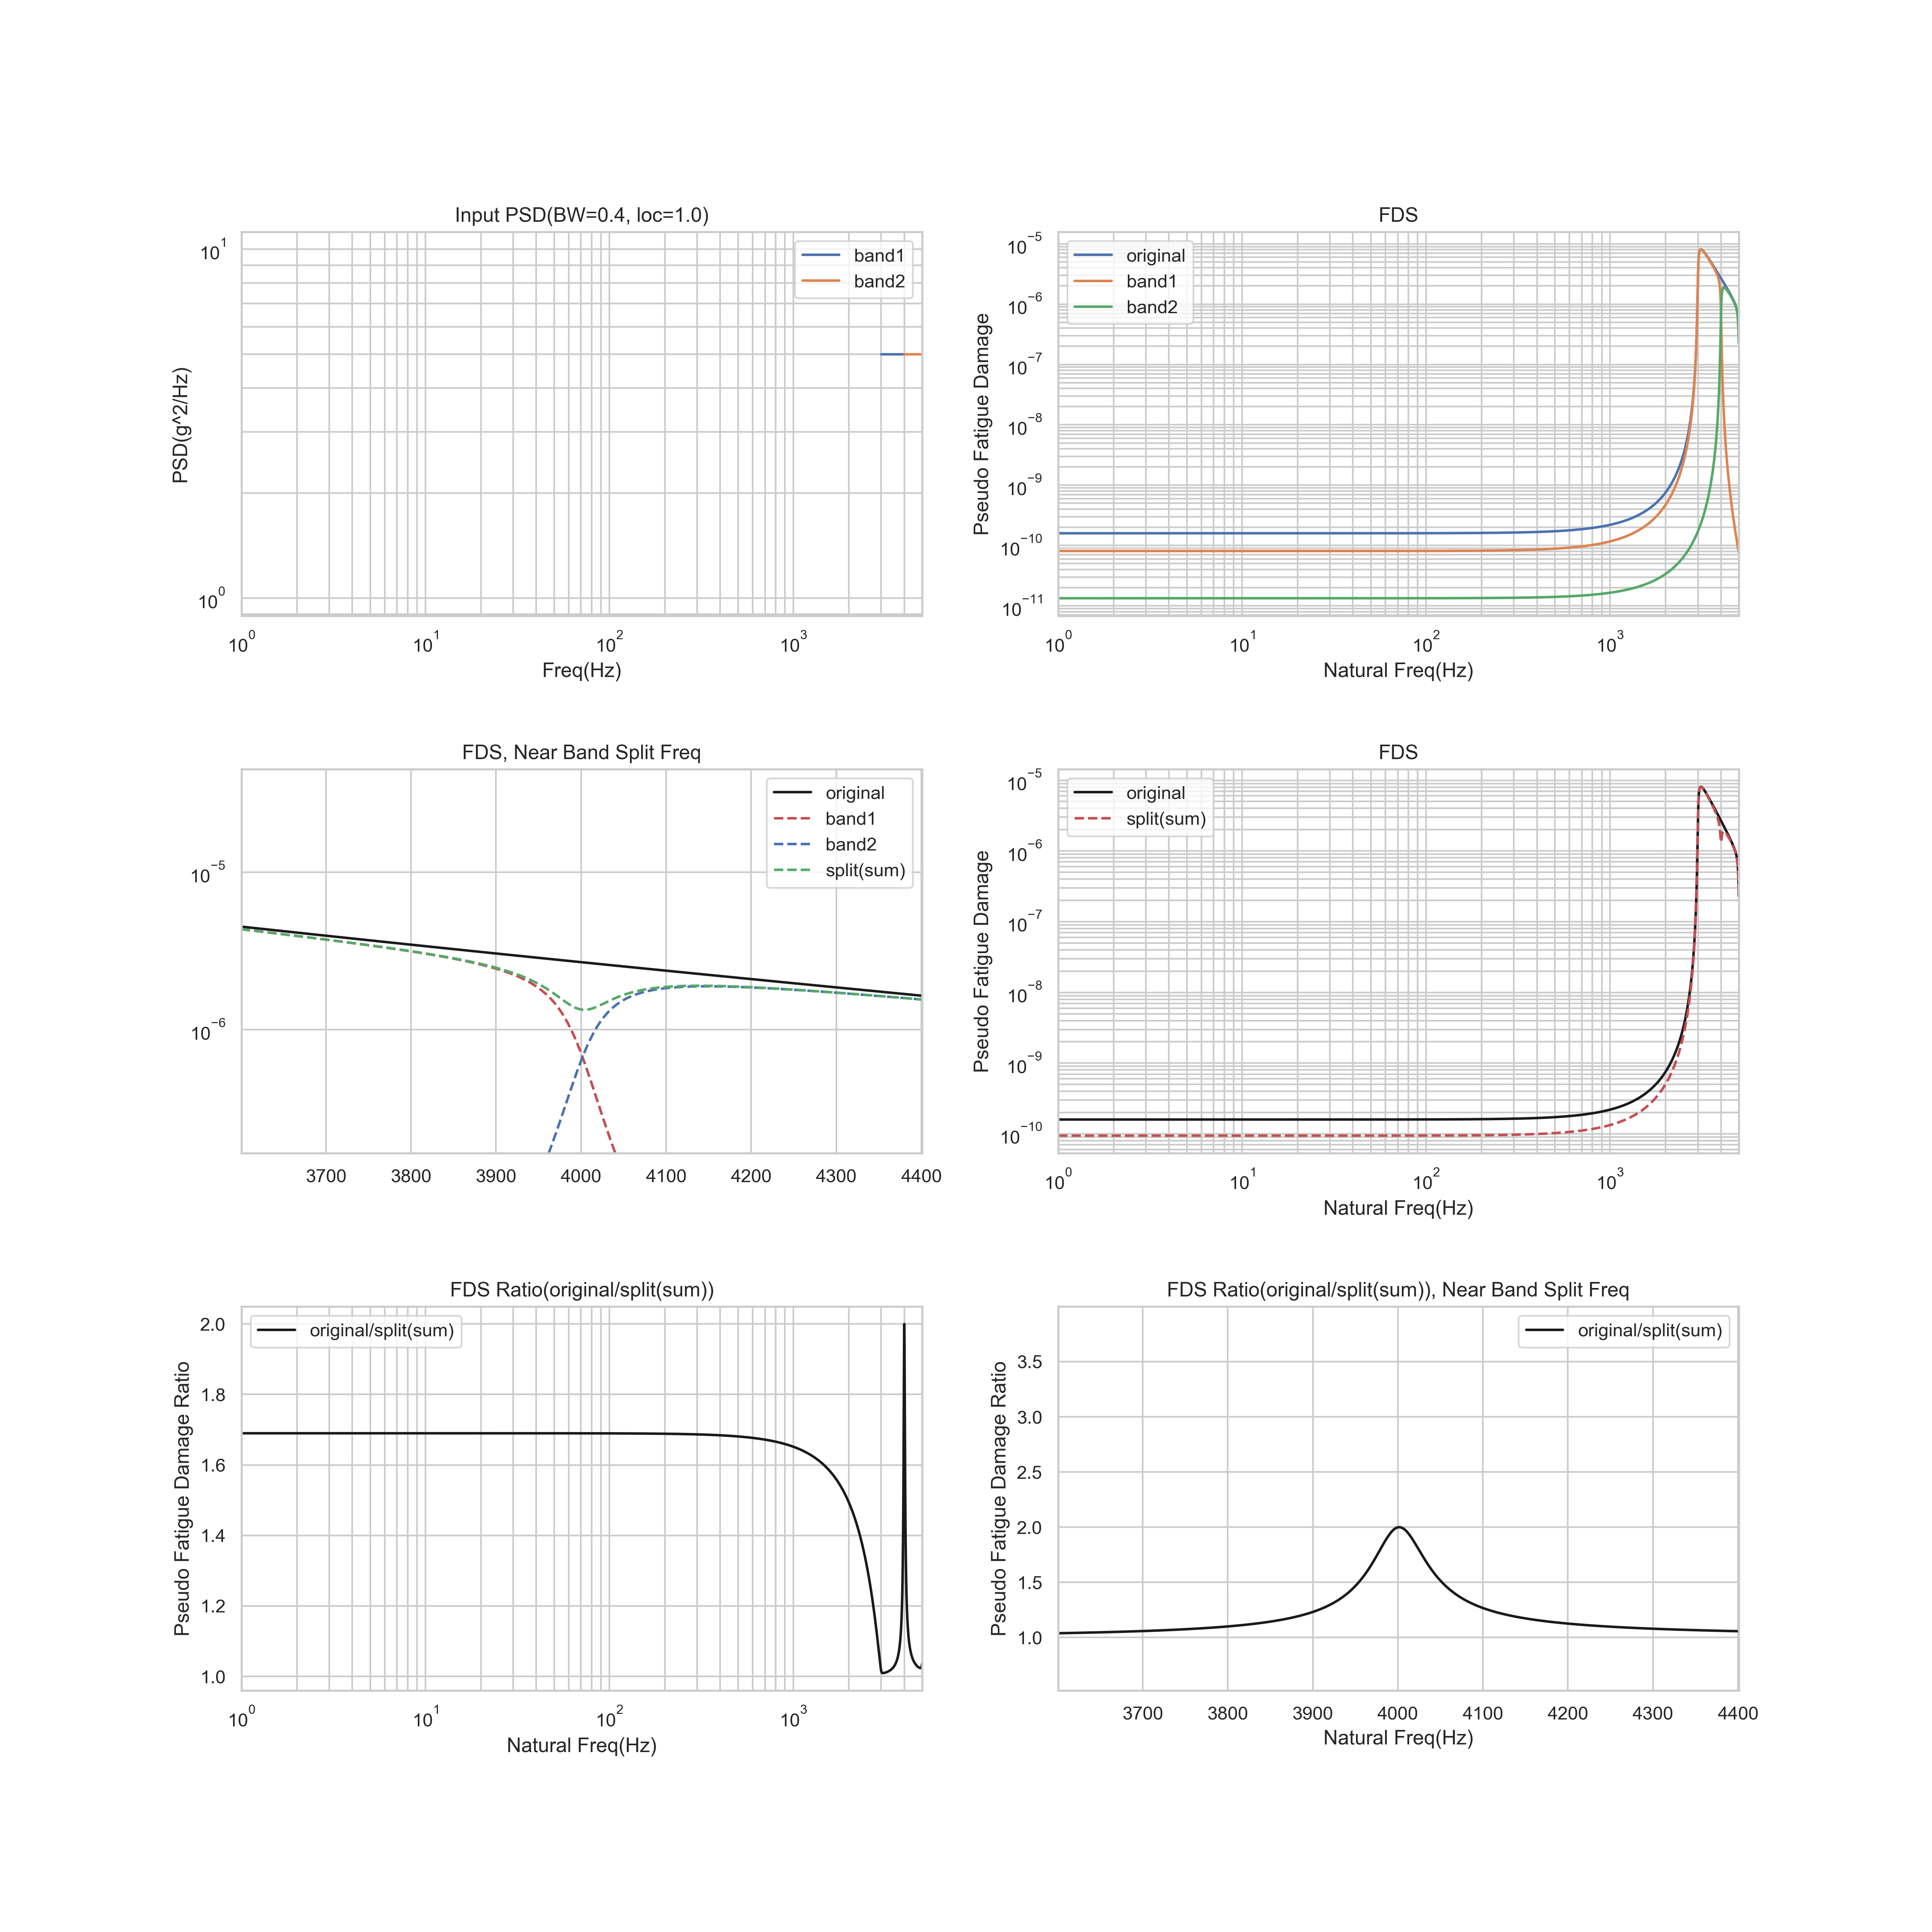 Input PSD(BW=0.4, loc=1.0)
PSD(g^2/Hz)
10^1
10^0
band1
band2
10^0 10^1 10^2 10^3
Freq(Hz)
FDS
Pseudo Fatigue Damage
10^-5
10^-6
10^-7
10^-8
10^-9
10^-10
10^-11
original
band1
band2
10^0 10^1 10^2 10^3
Natural Freq(Hz)
FDS, Near Band Split Freq
10^-5
10^-6
original
band1
band2
split(sum)
3700 3800 3900 4000 4100 4200 4300 4400
FDS
Pseudo Fatigue Damage
10^-5
10^-6
10^-7
10^-8
10^-9
10^-10
original
split(sum)
10^0 10^1 10^2 10^3
Natural Freq(Hz)
FDS Ratio(original/split(sum))
Pseudo Fatigue Damage Ratio
2.0
1.8
1.6
1.4
1.2
1.0
original/split(sum)
10^0 10^1 10^2 10^3
Natural Freq(Hz)
FDS Ratio(original/split(sum)), Near Band Split Freq
Pseudo Fatigue Damage Ratio
3.5
3.0
2.5
2.0
1.5
1.0
original/split(sum)
3700 3800 3900 4000 4100 4200 4300 4400
Natural Freq(Hz)